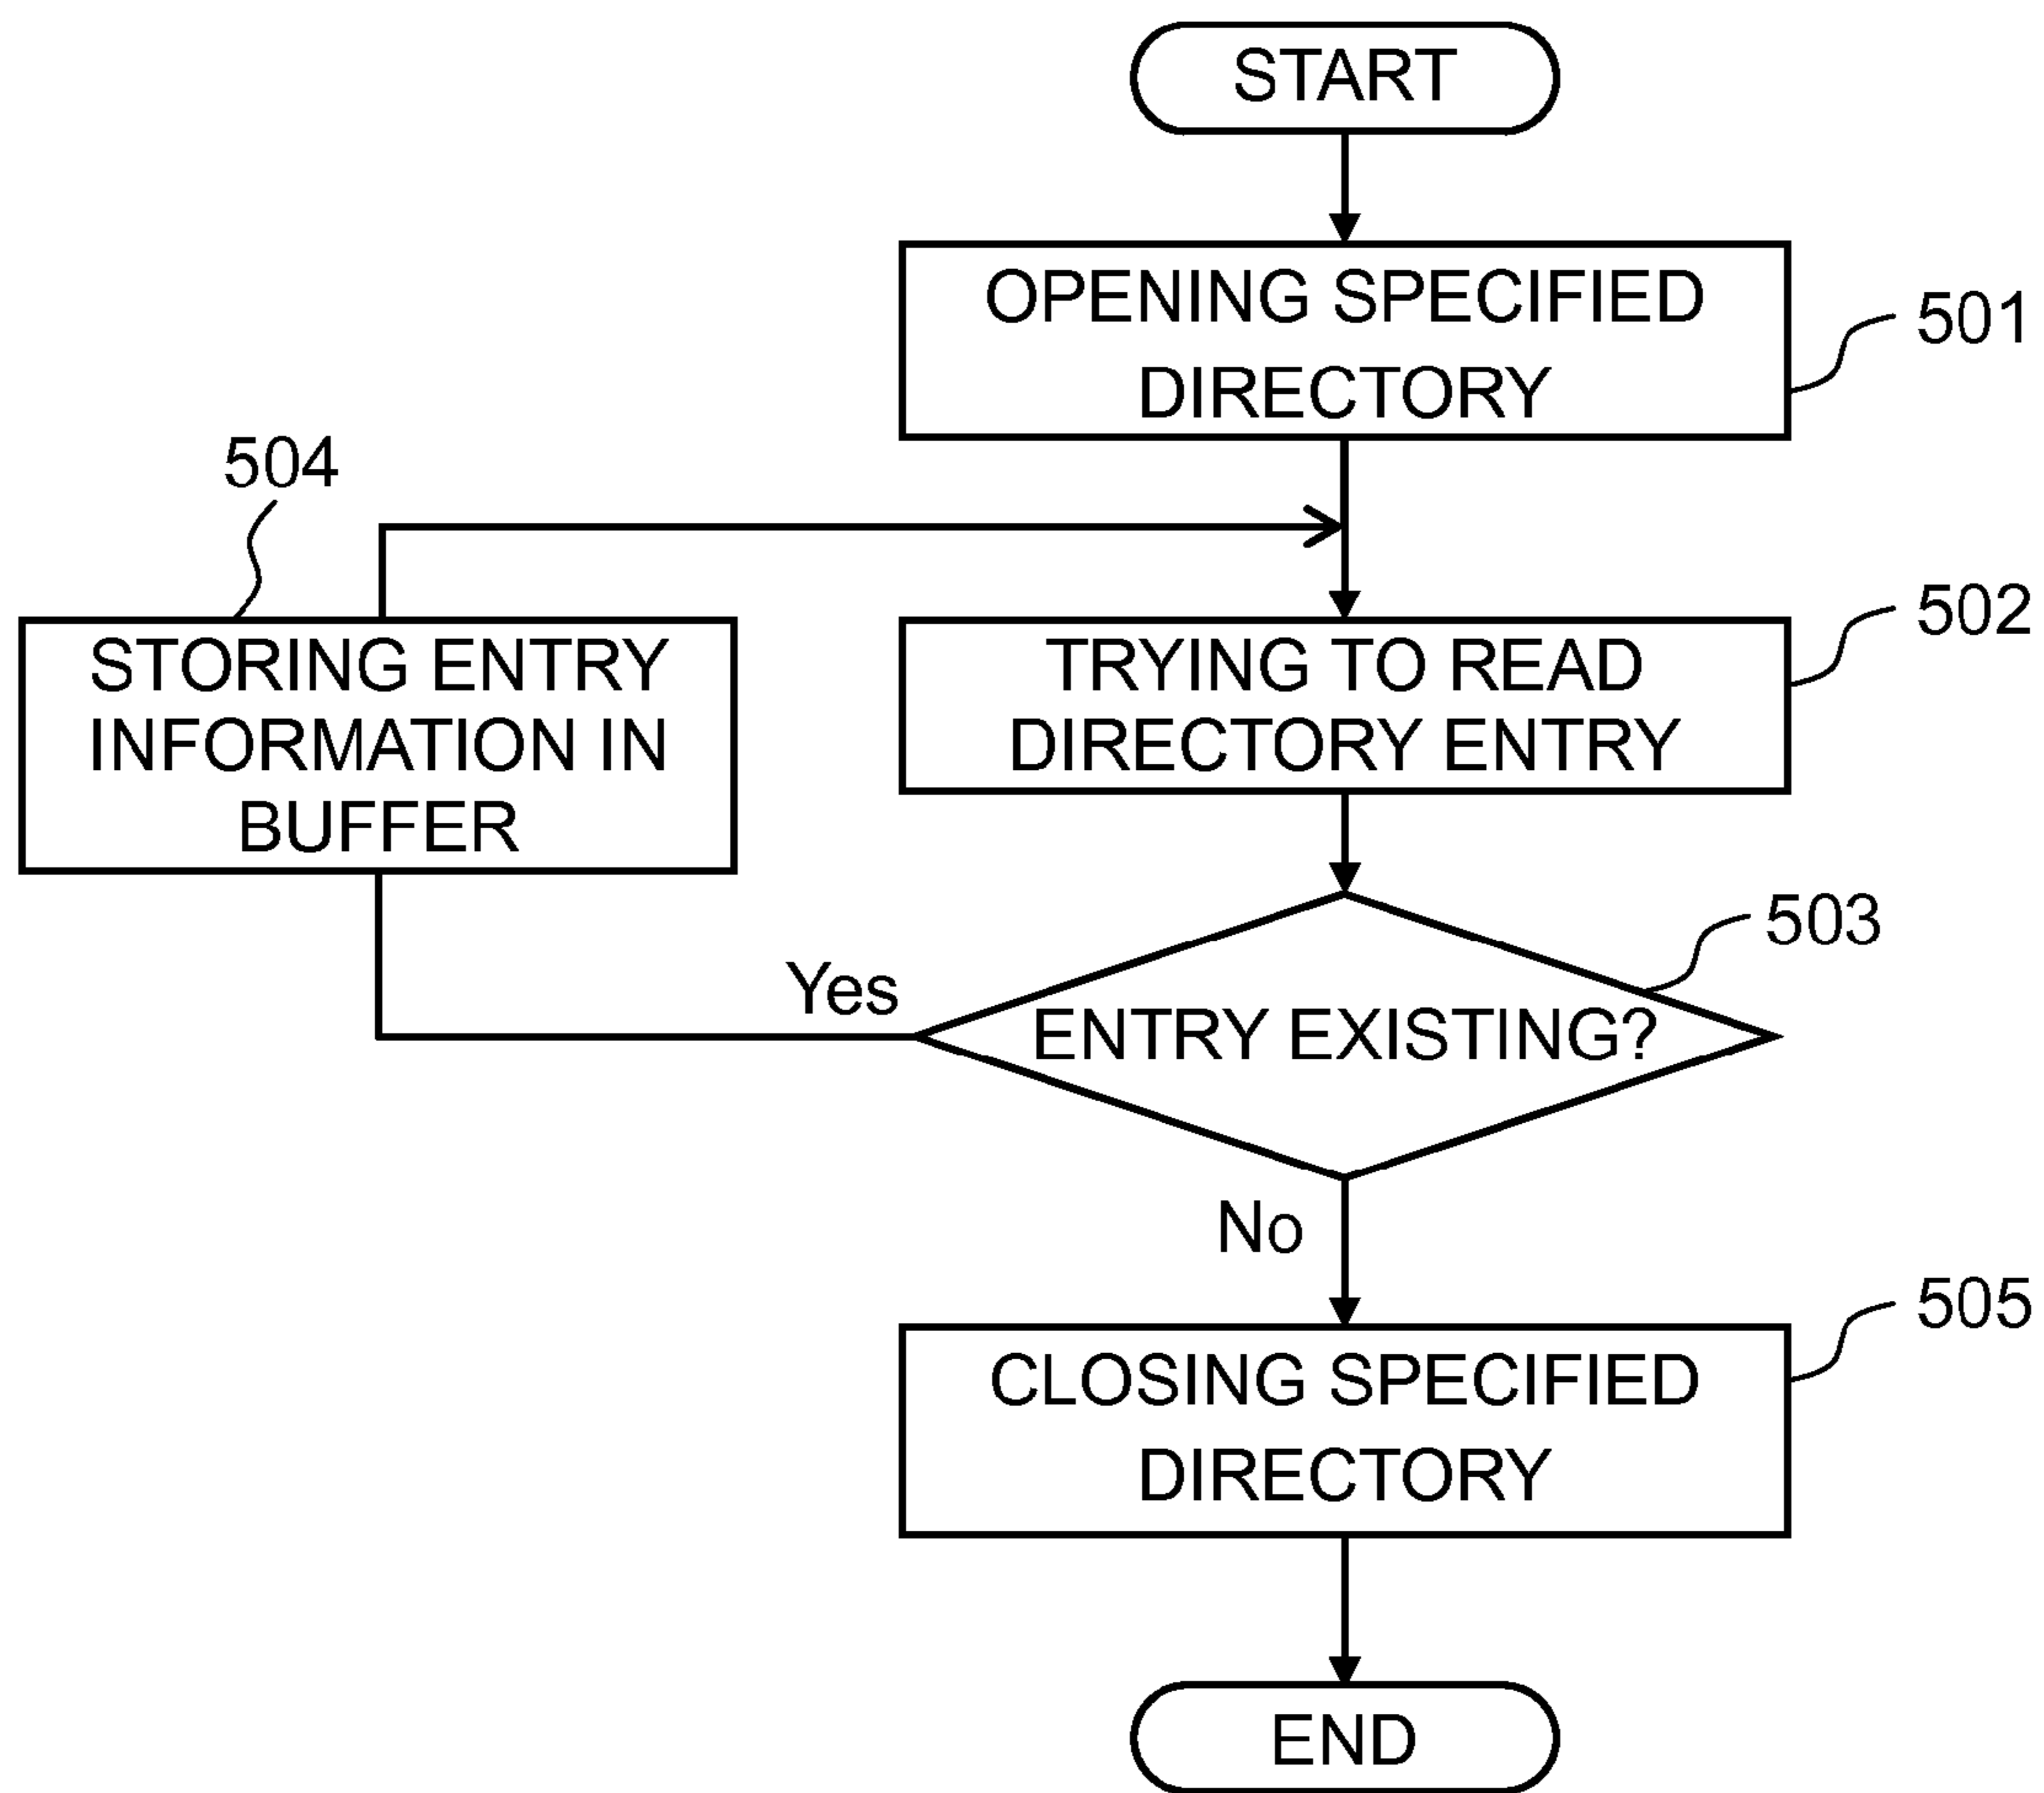 START
OPENING SPECIFIED
DIRECTORY
501
504
STORING ENTRY
INFORMATION IN
BUFFER
TRYING TO READ
DIRECTORY ENTRY
502
503
Yes
ENTRY EXISTING?
No
CLOSING SPECIFIED
DIRECTORY
505
END